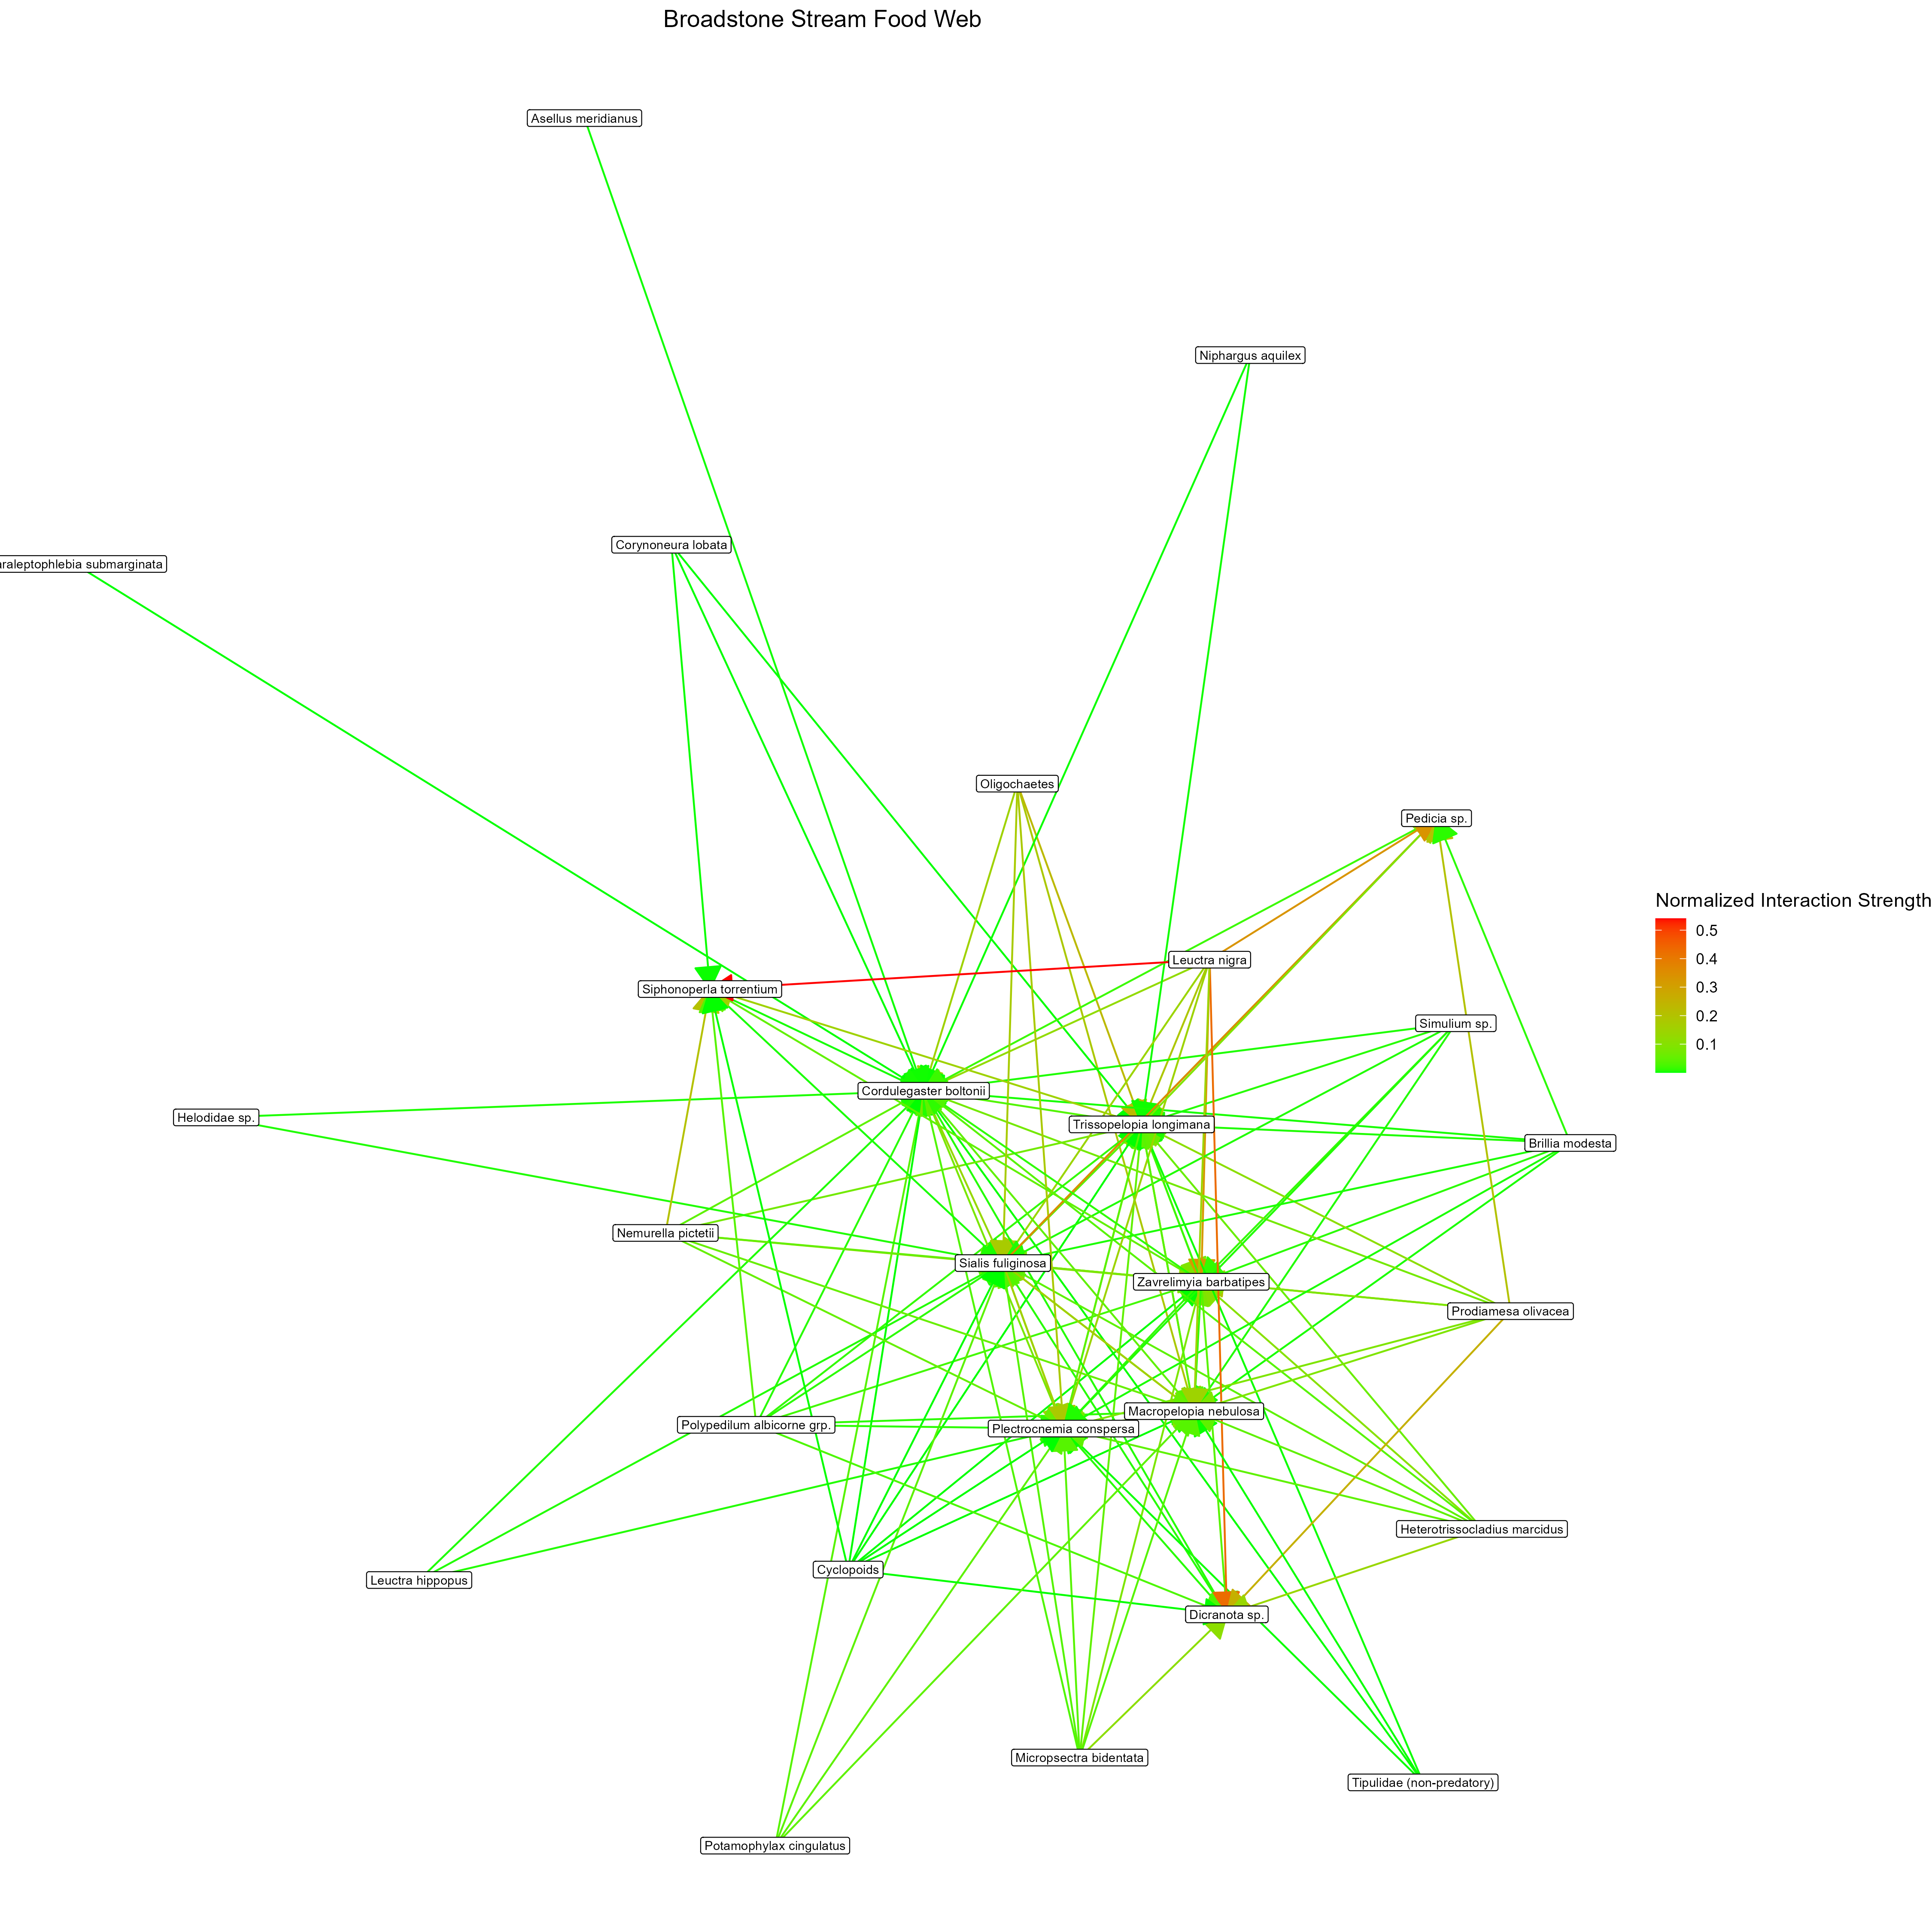 Broadstone Stream Food Web
Asellus meridianus
Niphargus aquilex
Corynoneura lobata
araleptophlebia submarginata
Oligochaetes
Pedicia sp.
Normalized Interaction Strength
0.5
0.4
0.3
0.2
0.1
Leuctra nigra
Siphonoperla torrentium
Simulium sp.
Cordulegaster boltonii
Helodidae sp.
Trissopelopia longimana
Brillia modesta
Nemurella pictetii
Sialis fuliginosa
Zavrelimyia barbatipes
Prodiamesa olivacea
Macropelopia nebulosa
Polypedilum albicorne grp.
Plectrocnemia conspersa
Heterotrissocladius marcidus
Cyclopoids
Leuctra hippopus
Dicranota sp.
Micropsectra bidentata
Tipulidae (non-predatory)
Potamophylax cingulatus